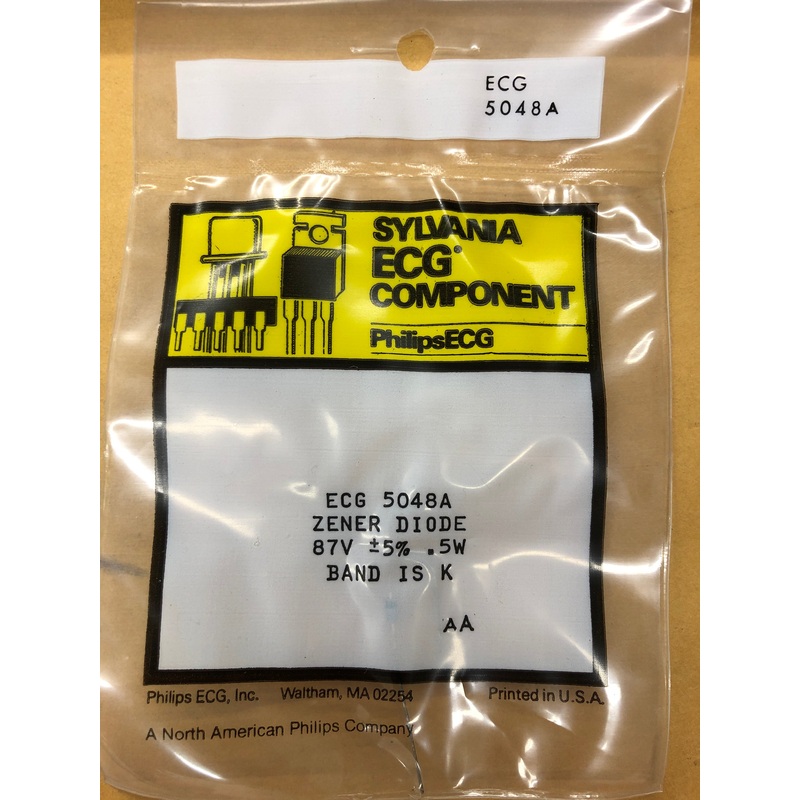 ECG
5048A
SYLVANIA
ECG®
COMPONENT
PhilipsECG
ECG 5048A
ZENER DIODE
87V ±5% .5W
BAND IS K
AA
Philips ECG, Inc. Waltham, MA 02254 Printed in U.S.A.
A North American Philips Company